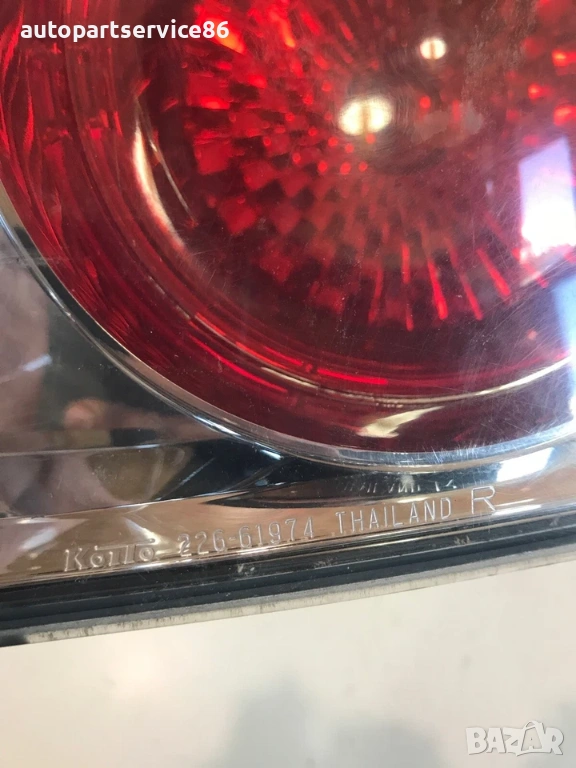 autopartservice86
Koito 226-61974 THAILAND R
BAZAR